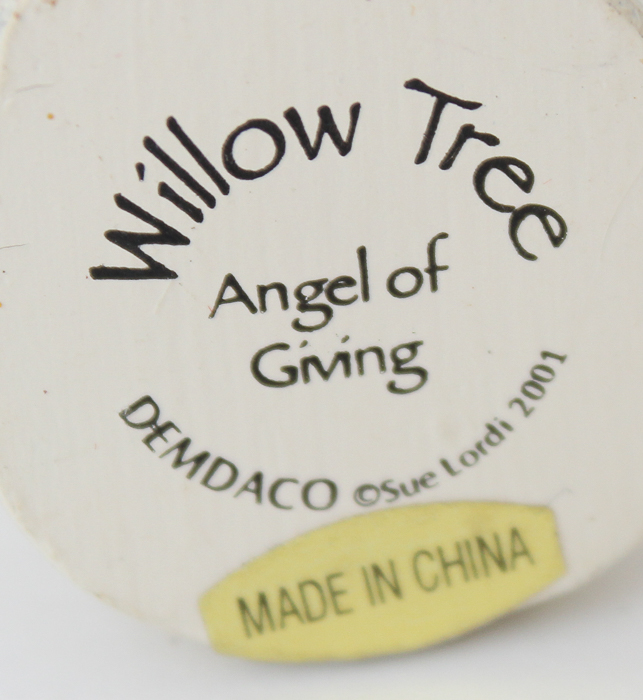 Willow Tree
Angel of
Giving
DEMDACO ©Sue Lordi 2001
MADE IN CHINA